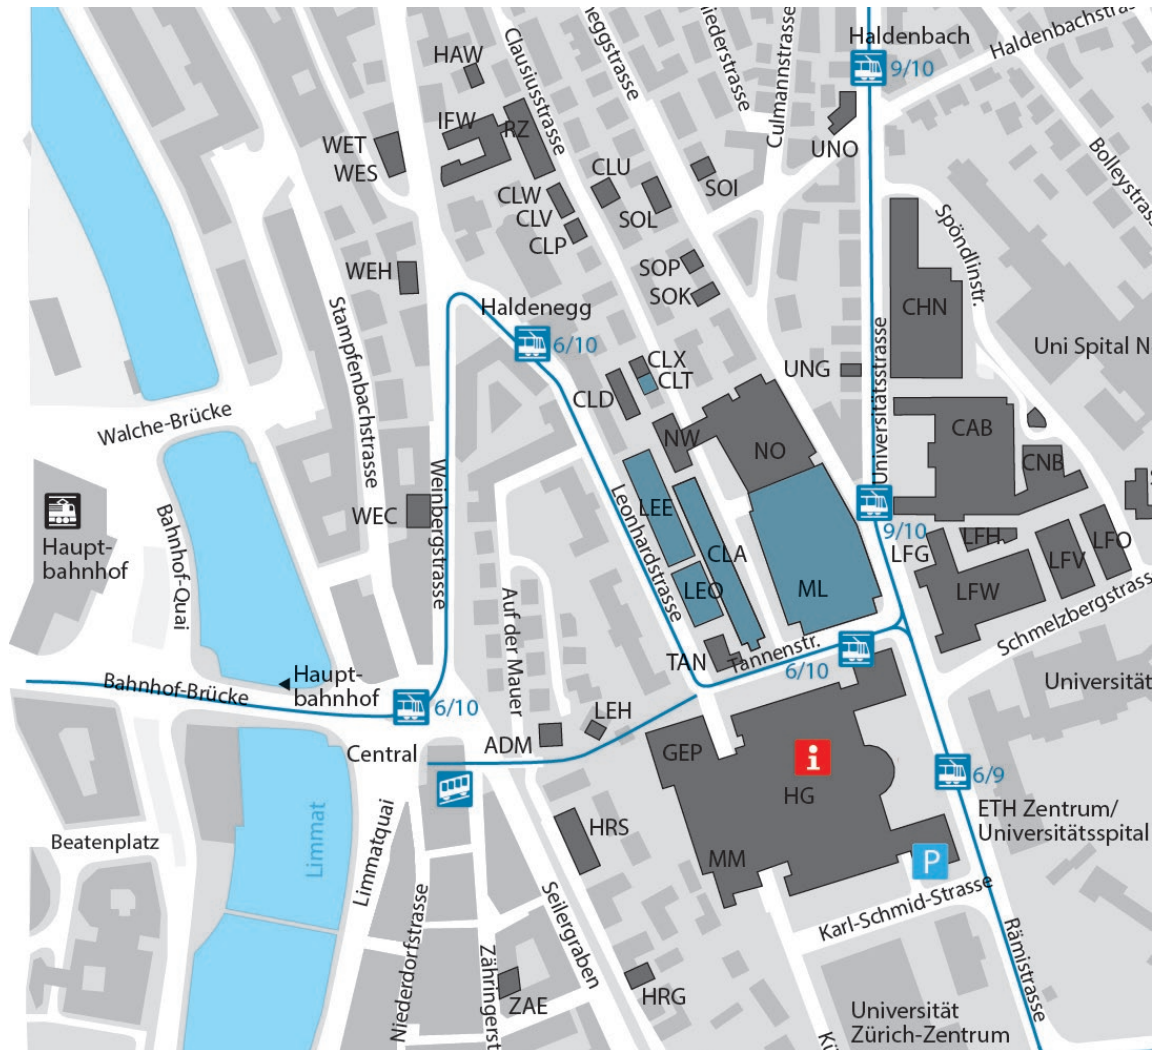 Clausiusstrasse
neggstrasse
iederstrasse
Culmannstrasse
Haldenbach
9/10
Haldenbachstra
HAW
IFW
RZ
WET
WES
UNO
Bolleystrass
CLU
SOI
CLW
CLV
SOL
CLP
Spöndlinstr.
WEH
SOP
SOK
CHN
Haldenegg
6/10
Stampfenbachstrasse
Universitätsstrasse
Uni Spital N
CLX
CLT
UNG
CLD
Walche-Brücke
NW
NO
CAB
CNB
Weinbergstrasse
Leonhardstrasse
LEE
WEC
Bahnhof-Quai
Haupt-
bahnhof
9/10
LFG
LFH
LFO
LFV
LFW
CLA
LEO
ML
Auf der Mauer
Schmelzbergstrass
TAN
Tannenstr.
6/10
Haupt-
bahnhof
Bahnhof-Brücke
6/10
Universität
LEH
ADM
Central
GEP
i
HG
6/9
ETH Zentrum/
Universitätsspital
HRS
Beatenplatz
Limmat
Limmatquai
MM
P
Karl-Schmid-Strasse
Niederdorfstrasse
Seilergraben
Zähringerst
Rämistrasse
ZAE
HRG
Universität
Zürich-Zentrum
Kü